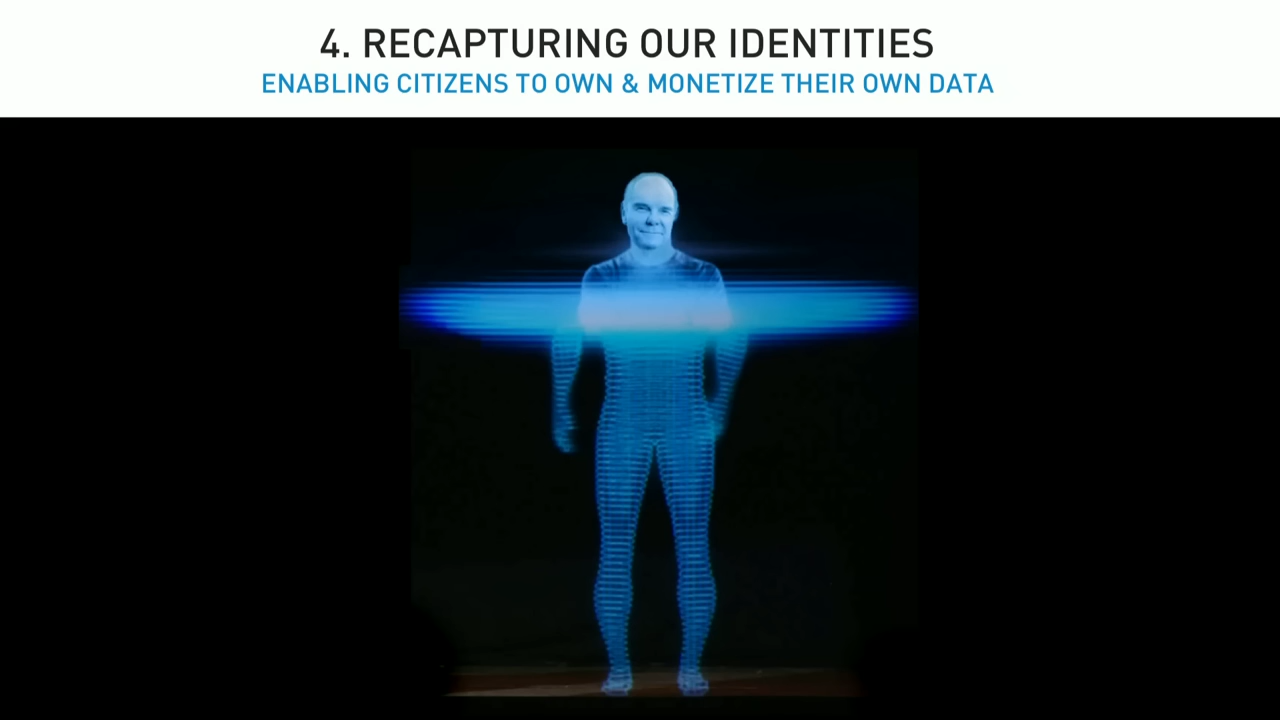 4. RECAPTURING OUR IDENTITIES
ENABLING CITIZENS TO OWN & MONETIZE THEIR OWN DATA